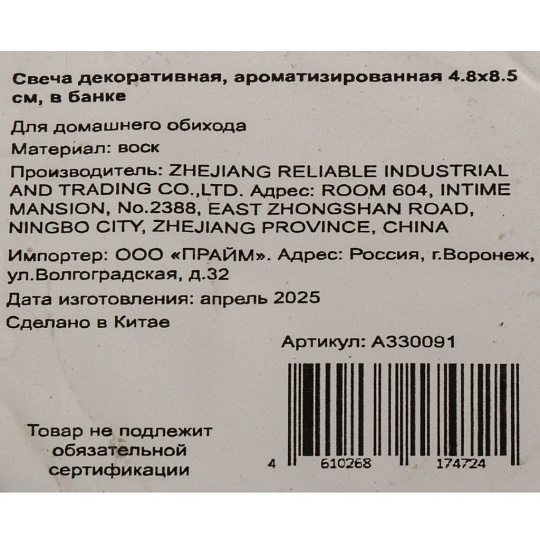 Свеча декоративная, ароматизированная 4.8x8.5
см, в банке
Для домашнего обихода
Материал: воск
Производитель: ZHEJIANG RELIABLE INDUSTRIAL
AND TRADING CO.,LTD. Адрес: ROOM 604, INTIME
MANSION, No.2388, EAST ZHONGSHAN ROAD,
NINGBO CITY, ZHEJIANG PROVINCE, CHINA
Импортер: ООО «ПРАЙМ». Адрес: Россия, г.Воронеж,
ул.Волгоградская, д.32
Дата изготовления: апрель 2025
Сделано в Китае
Артикул: A330091
Товар не подлежит
обязательной
сертификации
4 610268 174724